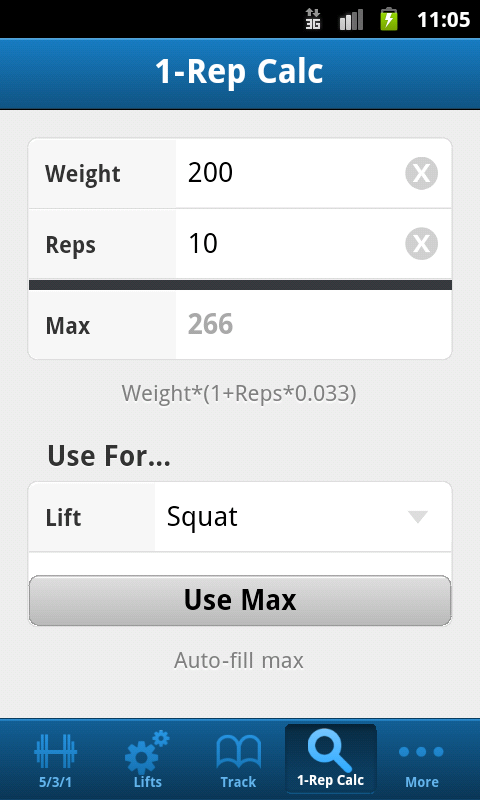 3G 11:05
1-Rep Calc
Weight 200 X
Reps 10 X
Max 266
Weight*(1+Reps*0.033)
Use For...
Lift Squat
Use Max
Auto-fill max
5/3/1 Lifts Track 1-Rep Calc More